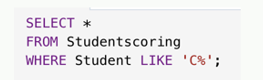 SELECT *
FROM Studentscoring
WHERE Student LIKE 'C%';